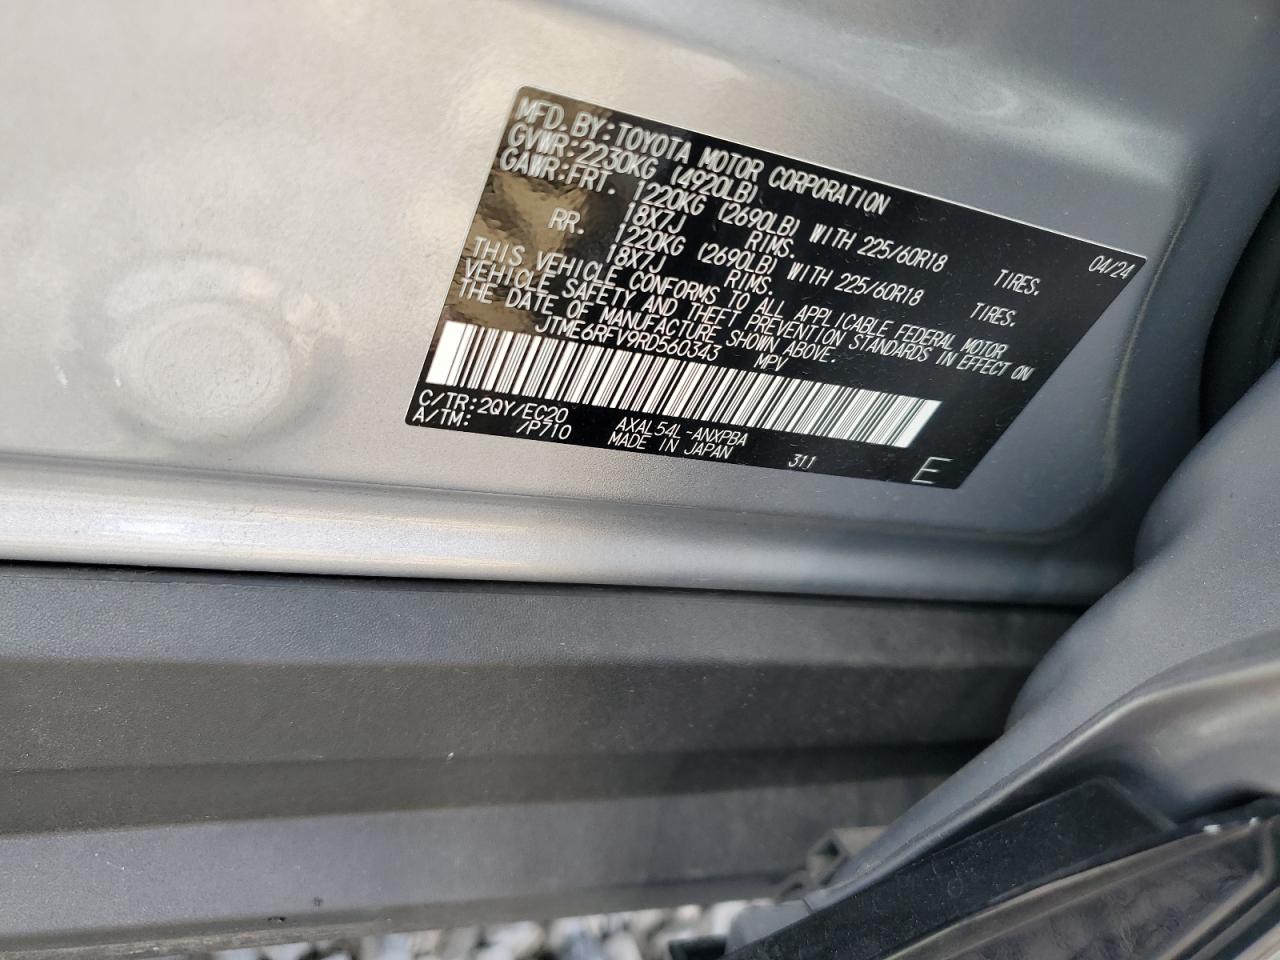 MFD. BY: TOYOTA MOTOR CORPORATION 04/24
GVWR: 2230KG (4920LB)
GAWR: FRT. 1220KG (2690LB) WITH 225/60R18 TIRES.
18X7J RIMS.
RR. 1220KG (2690LB) WITH 225/60R18 TIRES.
18X7J RIMS.
THIS VEHICLE CONFORMS TO ALL APPLICABLE FEDERAL MOTOR
VEHICLE SAFETY AND THEFT PREVENTION STANDARDS IN EFFECT ON
THE DATE OF MANUFACTURE SHOWN ABOVE.
JTME6RFV9RD560343 MPV
C/TR: 2QY/EC20 AXAL54L-ANXPBA
A/TM: /P710 MADE IN JAPAN 311 E